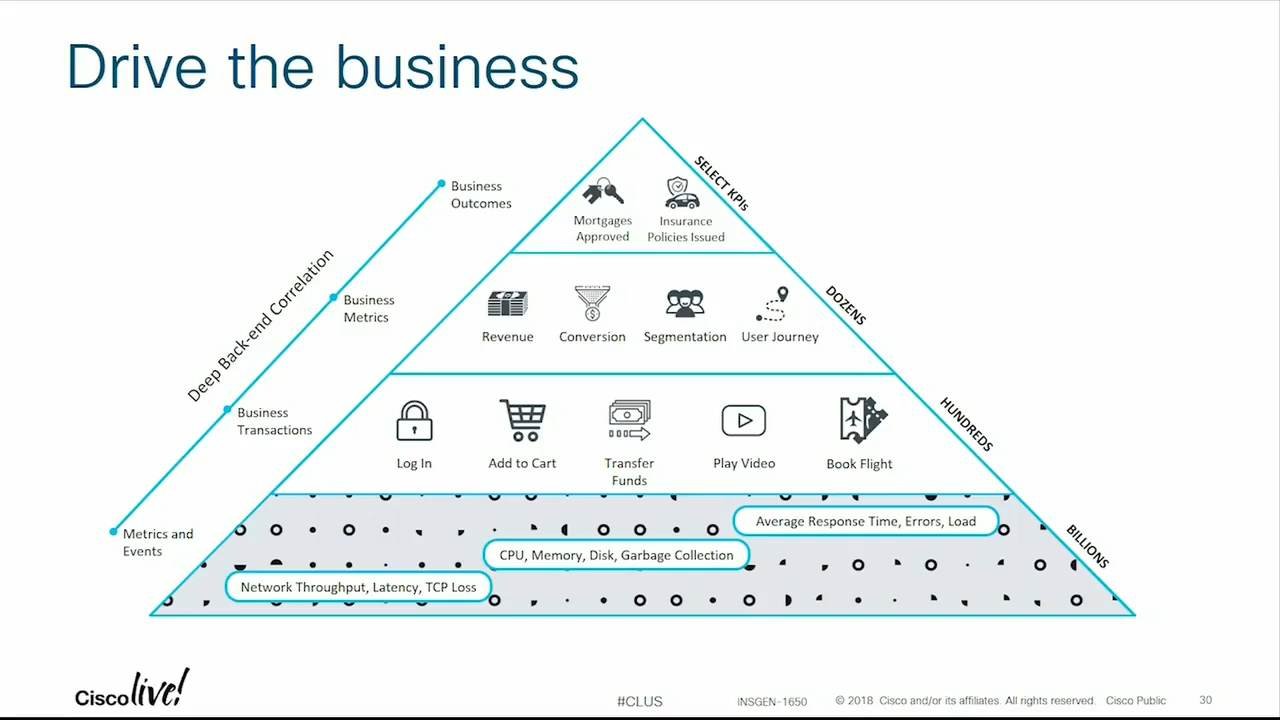 Drive the business
SELECT KPIs
Business
Outcomes
Mortgages
Approved
Insurance
Policies Issued
Deep Back-end Correlation
DOZENS
Business
Metrics
Revenue
Conversion
Segmentation
User Journey
HUNDREDS
Business
Transactions
Log In
Add to Cart
Transfer
Funds
Play Video
Book Flight
BILLIONS
Metrics and
Events
Average Response Time, Errors, Load
CPU, Memory, Disk, Garbage Collection
Network Throughput, Latency, TCP Loss
Cisco live!
#CLUS
INSGEN-1650
© 2018 Cisco and/or its affiliates. All rights reserved. Cisco Public
30